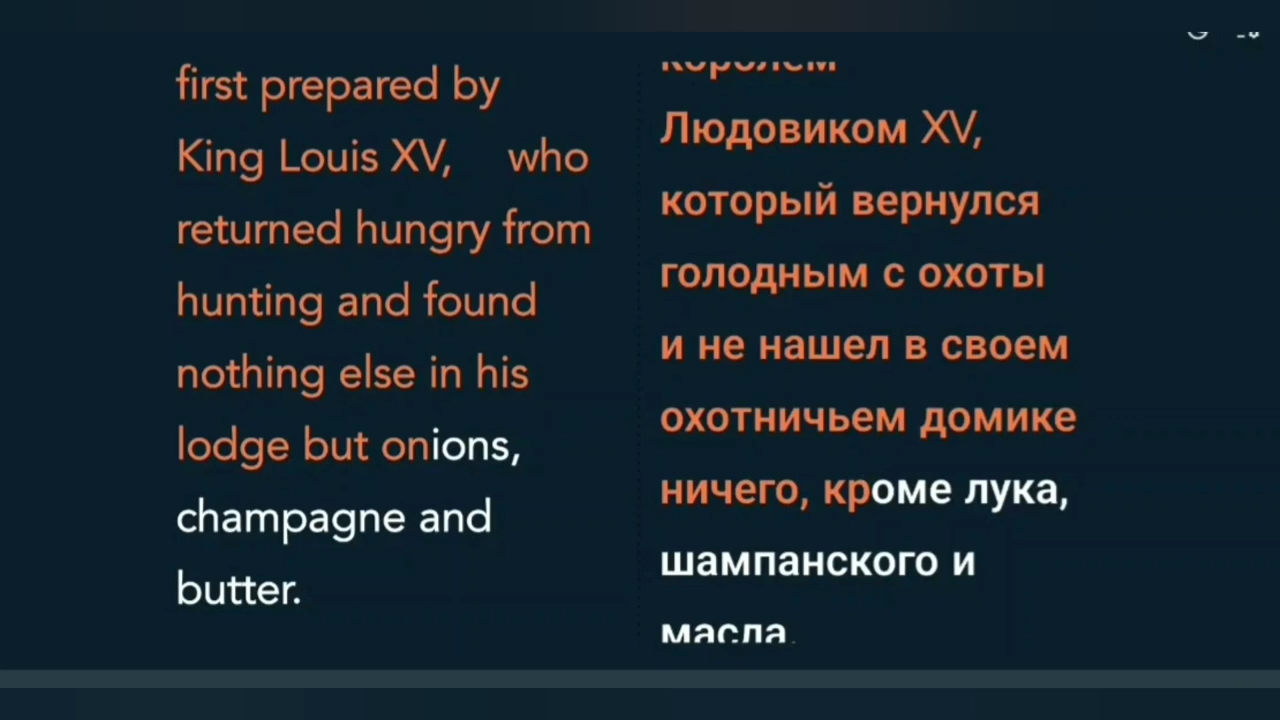 first prepared by
King Louis XV, who
returned hungry from
hunting and found
nothing else in his
lodge but onions,
champagne and
butter.
королем
Людовиком XV,
который вернулся
голодным с охоты
и не нашел в своем
охотничьем домике
ничего, кроме лука,
шампанского и
масла.